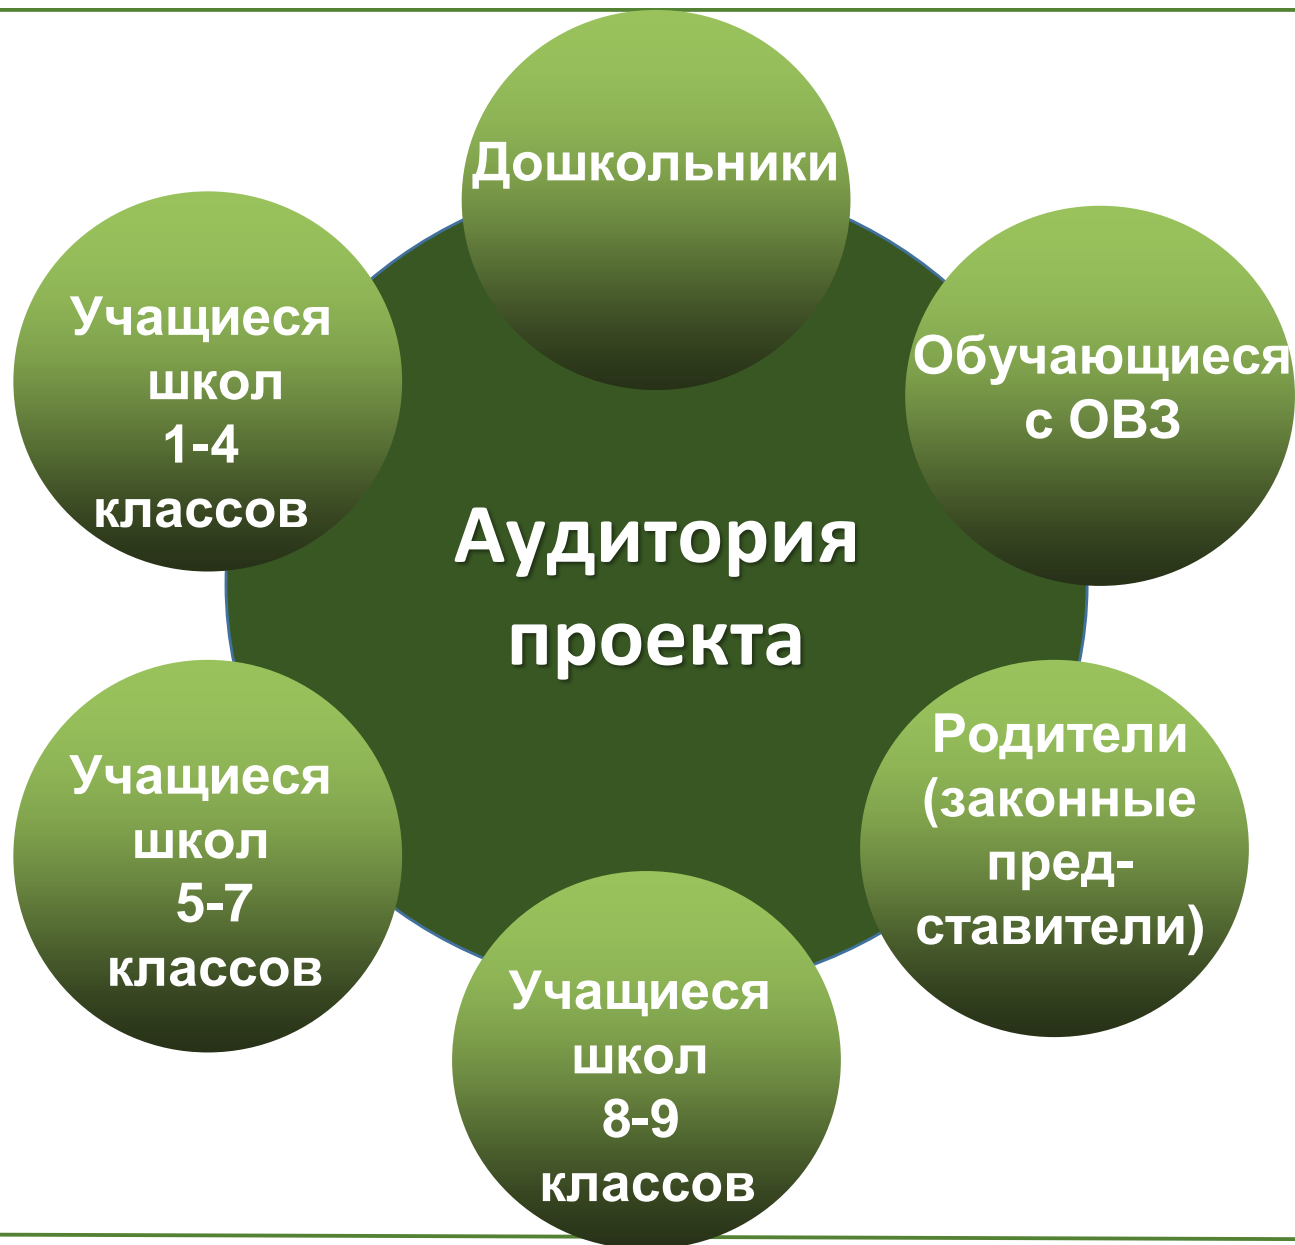 Дошкольники
Учащиеся
школ
1-4
классов
Обучающиеся
с ОВЗ
Аудитория
проекта
Учащиеся
школ
5-7
классов
Родители
(законные
пред-
ставители)
Учащиеся
школ
8-9
классов